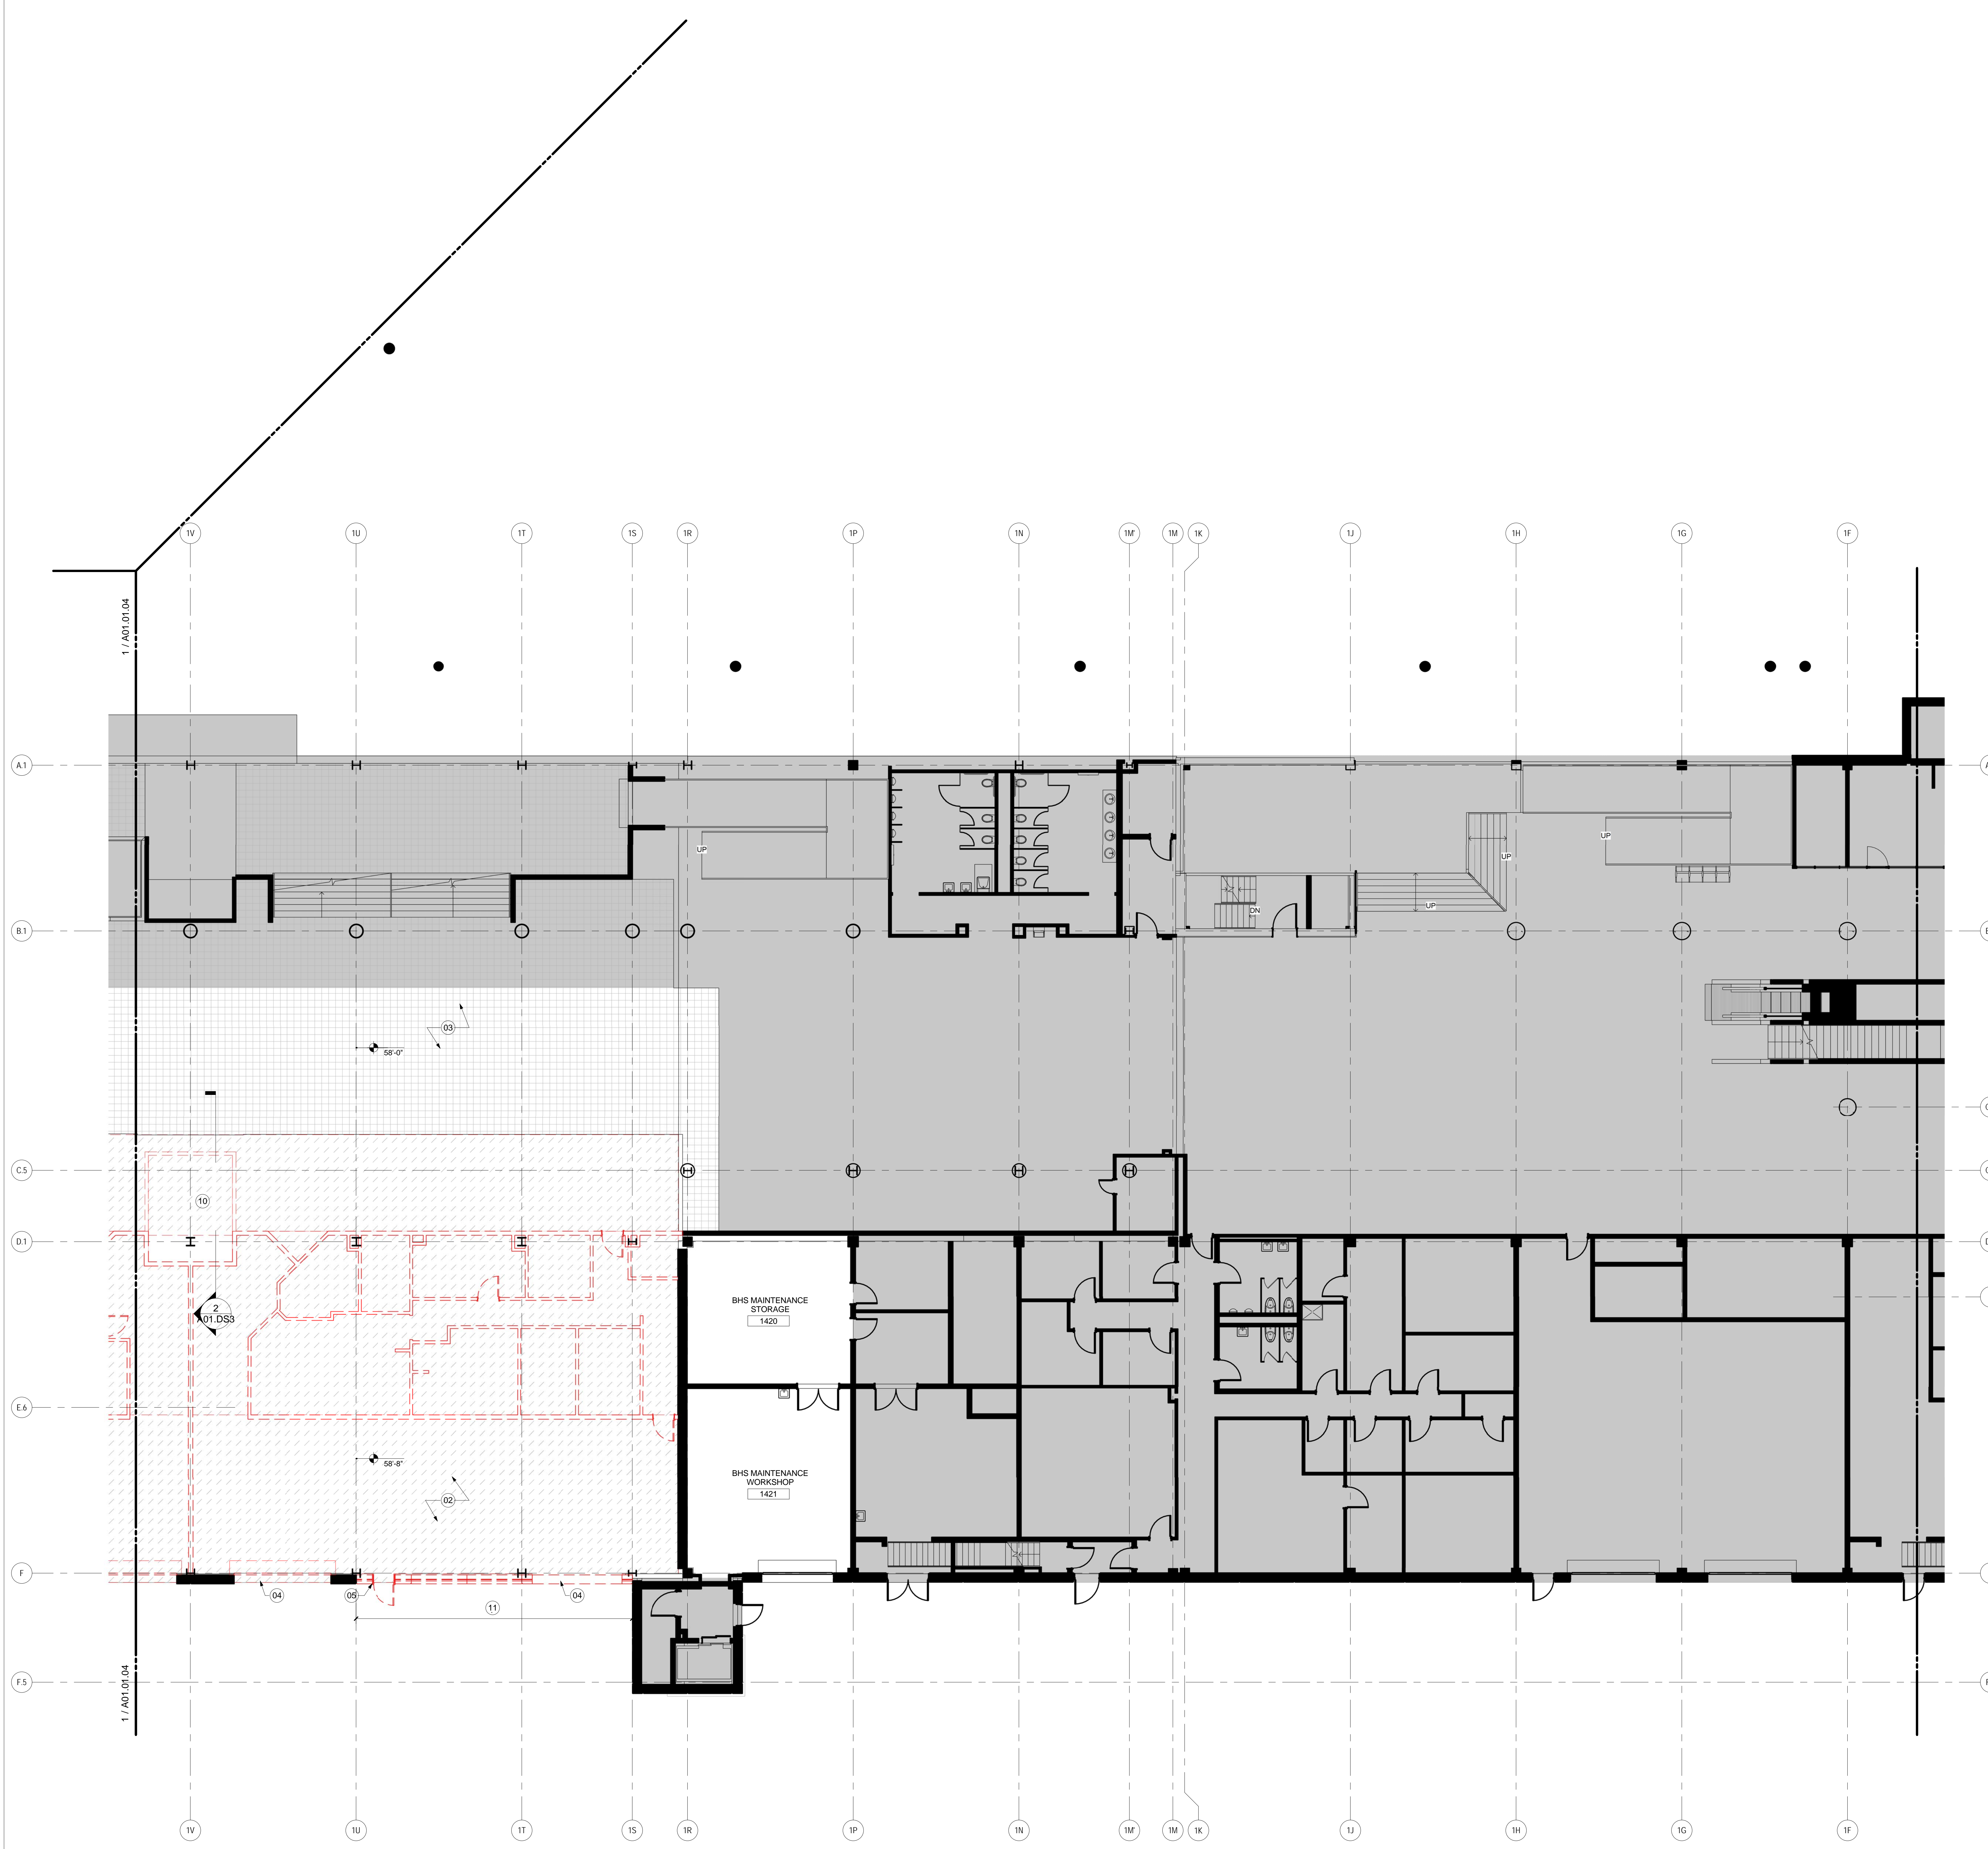 1V 1U 1T 1S 1R 1P 1N 1M' 1M 1K 1J 1H 1G 1F
1 / A01.01.04
A.1
UP
UP
UP
UP
DN
B.1
03
58'-0"
C.5
10
D.1
2
A01.DS3
BHS MAINTENANCE
STORAGE
1420
E.6
58'-8"
BHS MAINTENANCE
WORKSHOP
1421
02
F
04
05
04
11
F.5
1 / A01.01.04
1V 1U 1T 1S 1R 1P 1N 1M' 1M 1K 1J 1H 1G 1F